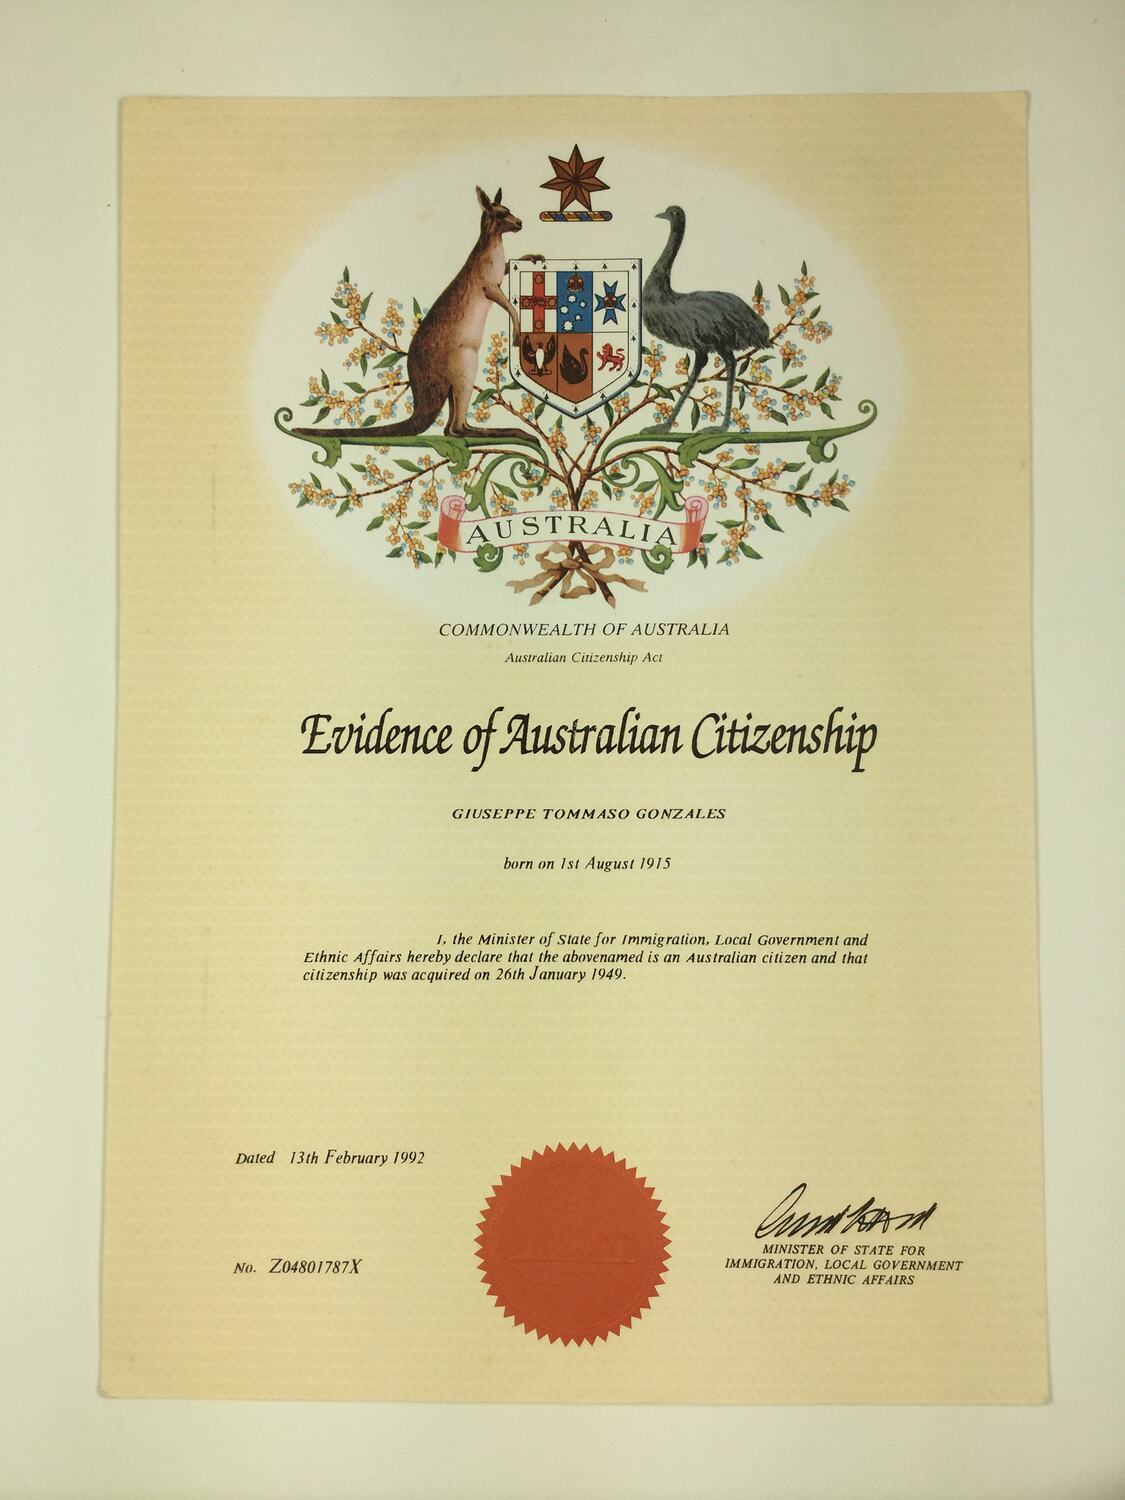 AUSTRALIA
COMMONWEALTH OF AUSTRALIA
Australian Citizenship Act
Evidence of Australian Citizenship
GIUSEPPE TOMMASO GONZALES
born on 1st August 1915
I, the Minister of State for Immigration, Local Government and
Ethnic Affairs hereby declare that the abovenamed is an Australian citizen and that
citizenship was acquired on 26th January 1949.
Dated 13th February 1992
No. Z04801787X
MINISTER OF STATE FOR
IMMIGRATION, LOCAL GOVERNMENT
AND ETHNIC AFFAIRS